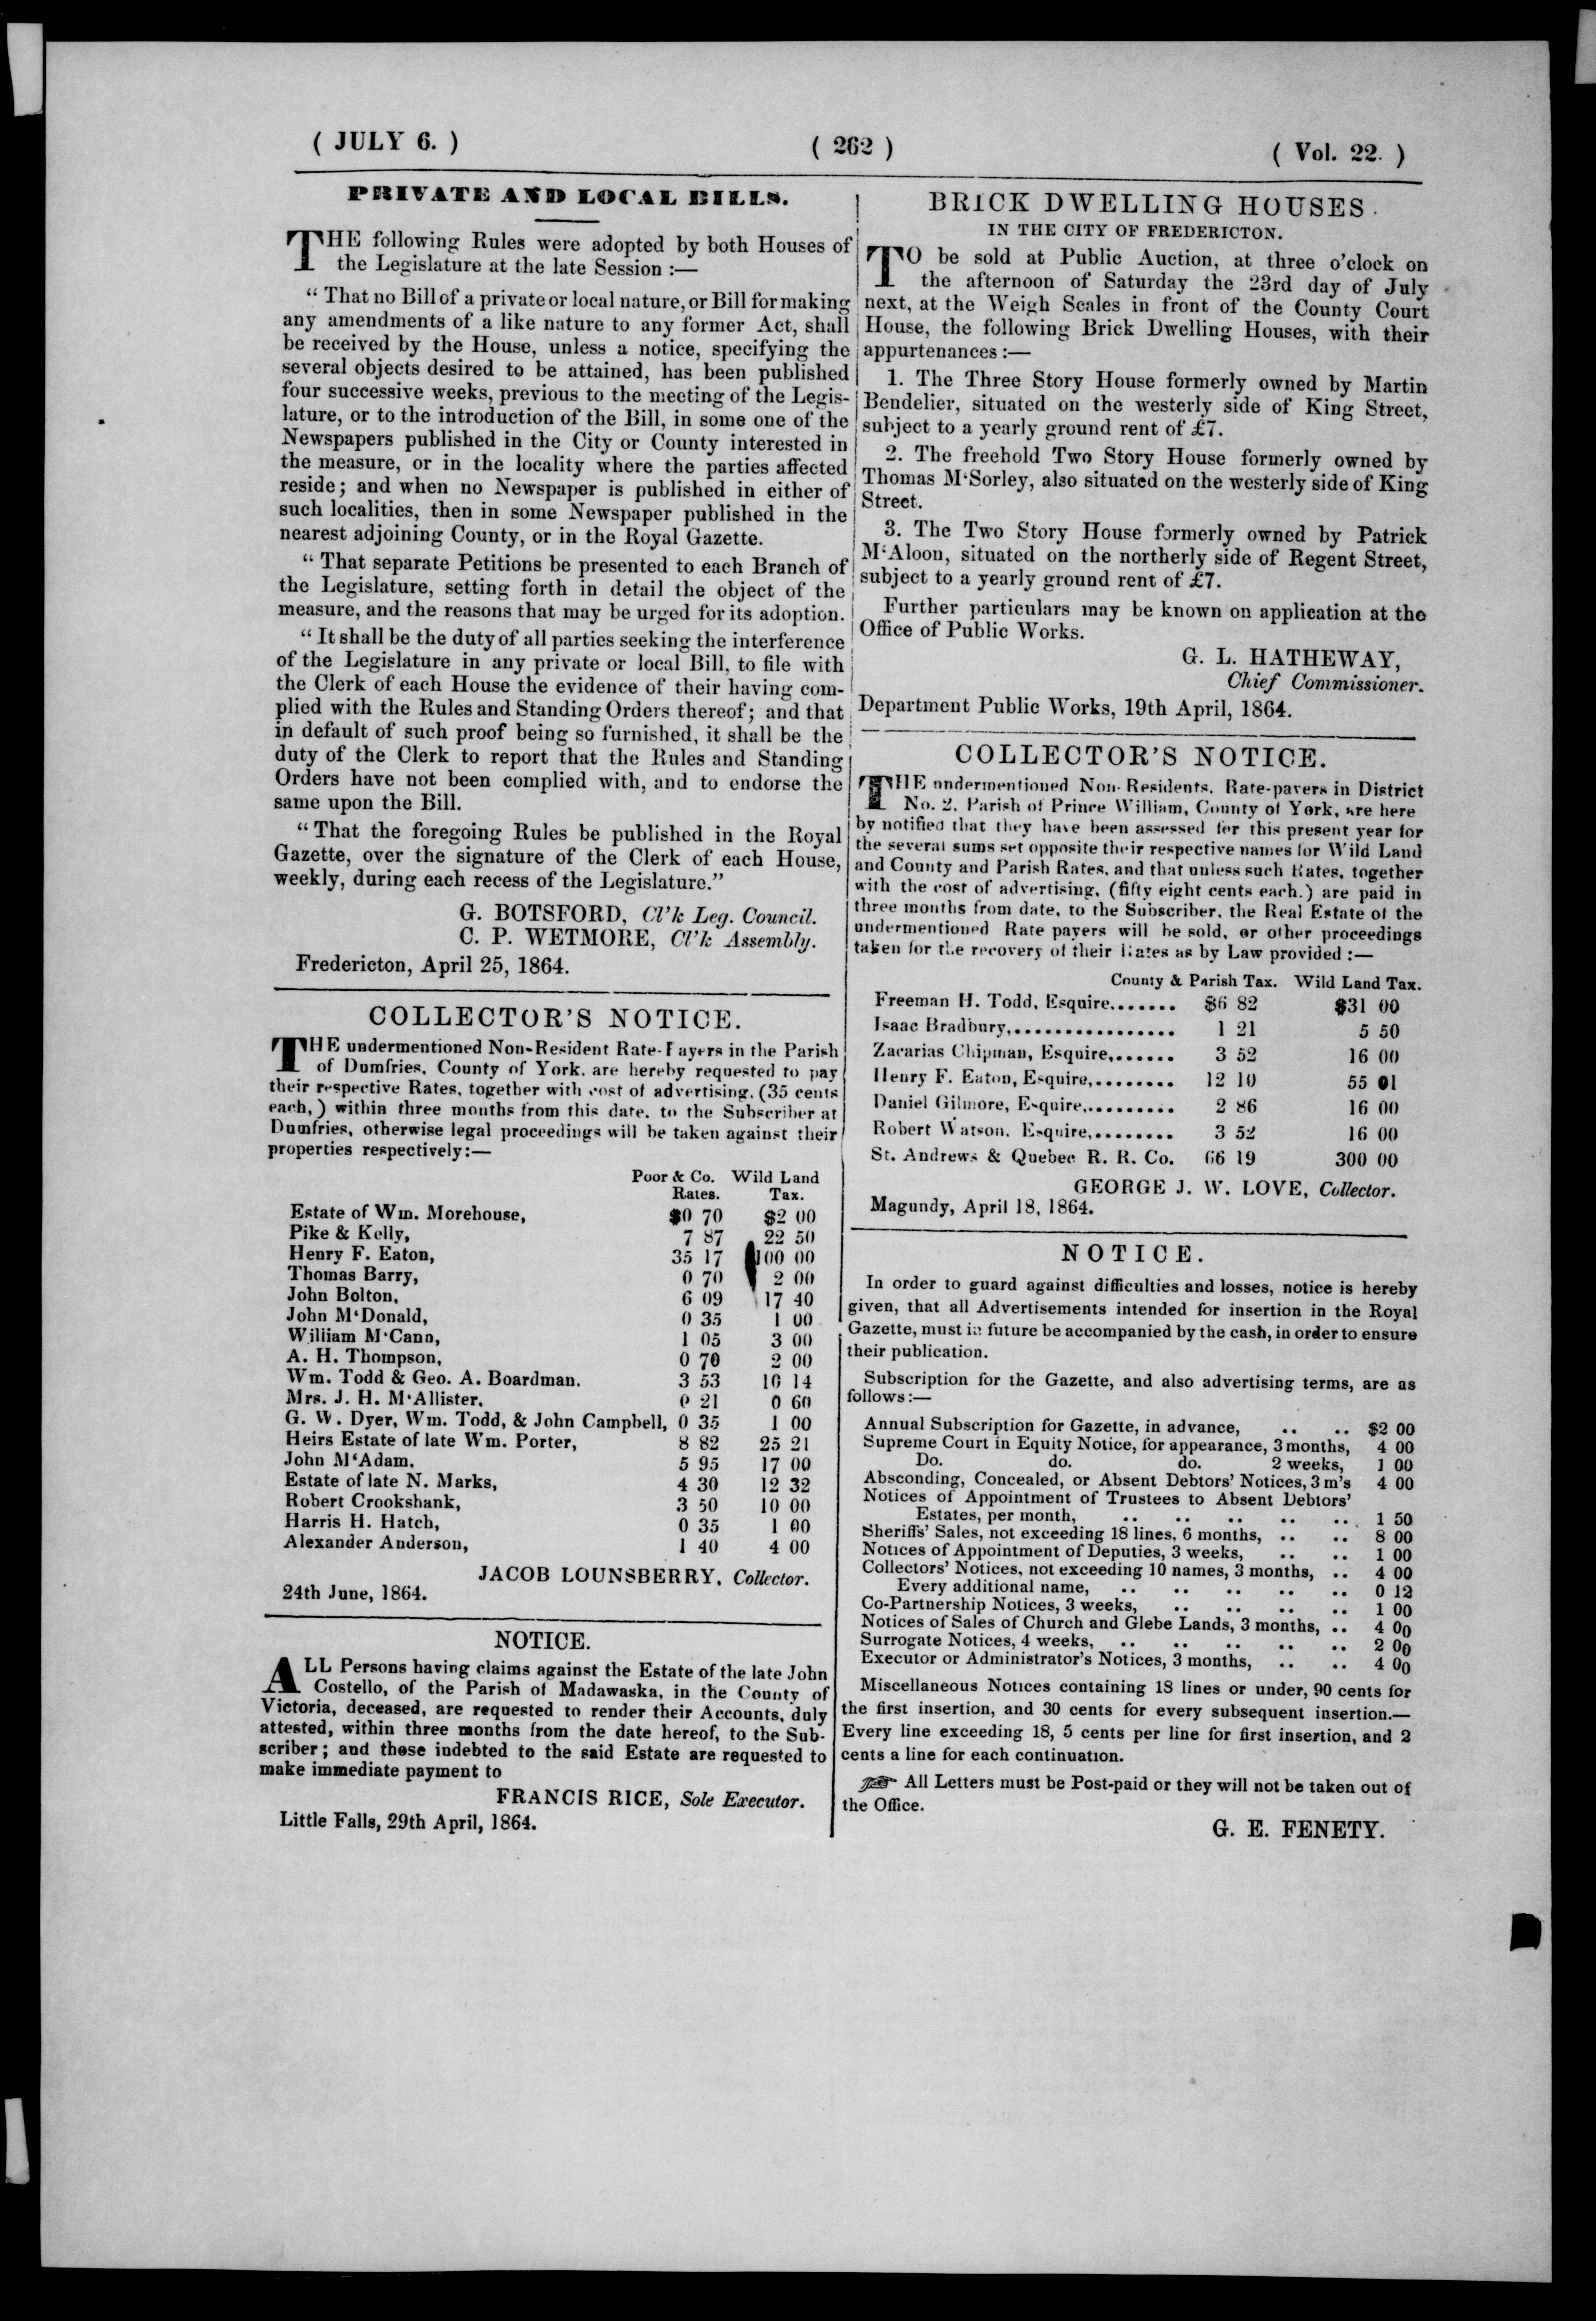 ( JULY 6. )
( 262 )
( Vol. 22. )
PRIVATE AND LOCAL BILLS.
THE following Rules were adopted by both Houses of
the Legislature at the late Session :—
“ That no Bill of a private or local nature, or Bill for making
any amendments of a like nature to any former Act, shall
be received by the House, unless a notice, specifying the
several objects desired to be attained, has been published
four successive weeks, previous to the meeting of the Legis-
lature, or to the introduction of the Bill, in some one of the
Newspapers published in the City or County interested in
the measure, or in the locality where the parties affected
reside; and when no Newspaper is published in either of
such localities, then in some Newspaper published in the
nearest adjoining County, or in the Royal Gazette.
“ That separate Petitions be presented to each Branch of
the Legislature, setting forth in detail the object of the
measure, and the reasons that may be urged for its adoption.
“ It shall be the duty of all parties seeking the interference
of the Legislature in any private or local Bill, to file with
the Clerk of each House the evidence of their having com-
plied with the Rules and Standing Orders thereof; and that
in default of such proof being so furnished, it shall be the
duty of the Clerk to report that the Rules and Standing
Orders have not been complied with, and to endorse the
same upon the Bill.
“ That the foregoing Rules be published in the Royal
Gazette, over the signature of the Clerk of each House,
weekly, during each recess of the Legislature.”
G. BOTSFORD, Cl'k Leg. Council.
C. P. WETMORE, Cl'k Assembly.
Fredericton, April 25, 1864.
COLLECTOR'S NOTICE.
THE undermentioned Non-Resident Rate-Payers in the Parish
of Dumfries, County of York, are hereby requested to pay
their respective Rates, together with cost of advertising, (35 cents
each,) within three months from this date, to the Subscriber at
Dumfries, otherwise legal proceedings will be taken against their
properties respectively:—
Poor & Co. Wild Land
Rates. Tax.
Estate of Wm. Morehouse, $0 70 $2 00
Pike & Kelly, 7 87 22 50
Henry F. Eaton, 35 17 100 00
Thomas Barry, 0 70 2 00
John Bolton, 6 09 17 40
John M‘Donald, 0 35 1 00
William M‘Cann, 1 05 3 00
A. H. Thompson, 0 70 2 00
Wm. Todd & Geo. A. Boardman, 3 53 10 14
Mrs. J. H. M‘Allister, 0 21 0 60
G. W. Dyer, Wm. Todd, & John Campbell, 0 35 1 00
Heirs Estate of late Wm. Porter, 8 82 25 21
John M‘Adam, 5 95 17 00
Estate of late N. Marks, 4 30 12 32
Robert Crookshank, 3 50 10 00
Harris H. Hatch, 0 35 1 00
Alexander Anderson, 1 40 4 00
JACOB LOUNSBERRY, Collector.
24th June, 1864.
NOTICE.
ALL Persons having claims against the Estate of the late John
Costello, of the Parish of Madawaska, in the County of
Victoria, deceased, are requested to render their Accounts, duly
attested, within three months from the date hereof, to the Sub-
scriber; and these indebted to the said Estate are requested to
make immediate payment to
FRANCIS RICE, Sole Executor.
Little Falls, 29th April, 1864.
BRICK DWELLING HOUSES.
IN THE CITY OF FREDERICTON.
TO be sold at Public Auction, at three o'clock on
the afternoon of Saturday the 23rd day of July
next, at the Weigh Scales in front of the County Court
House, the following Brick Dwelling Houses, with their
appurtenances :—
1. The Three Story House formerly owned by Martin
Bendelier, situated on the westerly side of King Street,
subject to a yearly ground rent of £7.
2. The freehold Two Story House formerly owned by
Thomas M‘Sorley, also situated on the westerly side of King
Street.
3. The Two Story House formerly owned by Patrick
M‘Aloon, situated on the northerly side of Regent Street,
subject to a yearly ground rent of £7.
Further particulars may be known on application at the
Office of Public Works.
G. L. HATHEWAY,
Chief Commissioner.
Department Public Works, 19th April, 1864.
COLLECTOR'S NOTICE.
THE undermentioned Non-Residents, Rate-payers in District
No. 2. Parish of Prince William, County of York, are here
by notified that they have been assessed for this present year for
the several sums set opposite their respective names for Wild Land
and County and Parish Rates, and that unless such Rates, together
with the cost of advertising, (fifty eight cents each.) are paid in
three months from date, to the Subscriber, the Real Estate of the
undermentioned Rate payers will be sold, or other proceedings
taken for the recovery of their Rates as by Law provided :—
County & Parish Tax. Wild Land Tax.
Freeman H. Todd, Esquire....... $6 82 $31 00
Isaac Bradbury,................ 1 21 5 50
Zacarias Chipman, Esquire,...... 3 52 16 00
Henry F. Eaton, Esquire,........ 12 10 55 01
Daniel Gilmore, Esquire,......... 2 86 16 00
Robert Watson, Esquire,........ 3 52 16 00
St. Andrews & Quebec R. R. Co. 66 19 300 00
GEORGE J. W. LOVE, Collector.
Magundy, April 18, 1864.
NOTICE.
In order to guard against difficulties and losses, notice is hereby
given, that all Advertisements intended for insertion in the Royal
Gazette, must in future be accompanied by the cash, in order to ensure
their publication.
Subscription for the Gazette, and also advertising terms, are as
follows:—
Annual Subscription for Gazette, in advance, .. .. $2 00
Supreme Court in Equity Notice, for appearance, 3 months, 4 00
Do. do. do. 2 weeks, 1 00
Absconding, Concealed, or Absent Debtors' Notices, 3 m's 4 00
Notices of Appointment of Trustees to Absent Debtors'
Estates, per month, .. .. .. .. .. 1 50
Sheriffs' Sales, not exceeding 18 lines, 6 months, .. .. 8 00
Notices of Appointment of Deputies, 3 weeks, .. .. 1 00
Collectors' Notices, not exceeding 10 names, 3 months, .. 4 00
Every additional name, .. .. .. .. .. 0 12
Co-Partnership Notices, 3 weeks, .. .. .. .. 1 00
Notices of Sales of Church and Glebe Lands, 3 months, .. 4 00
Surrogate Notices, 4 weeks, .. .. .. .. .. 2 00
Executor or Administrator's Notices, 3 months, .. .. 4 00
Miscellaneous Notices containing 18 lines or under, 90 cents for
the first insertion, and 30 cents for every subsequent insertion.—
Every line exceeding 18, 5 cents per line for first insertion, and 2
cents a line for each continuation.
☞ All Letters must be Post-paid or they will not be taken out of
the Office.
G. E. FENETY.